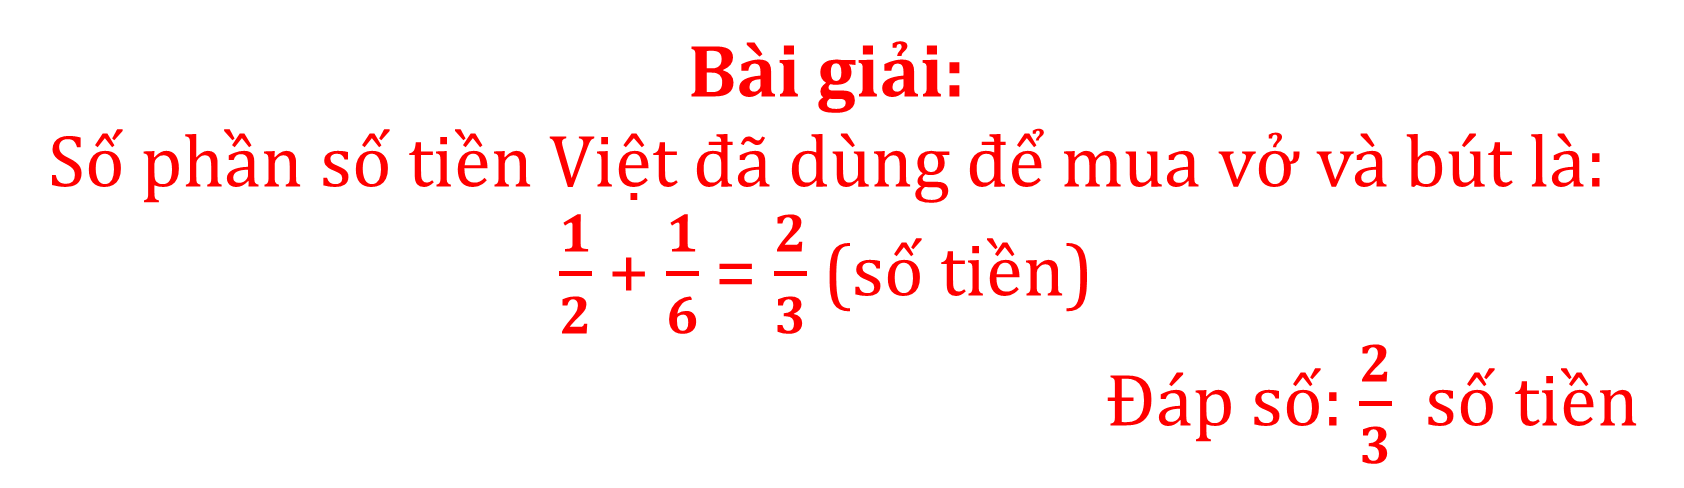 Bài giải:
Số phần số tiền Việt đã dùng để mua vở và bút là:
1/2 + 1/6 = 2/3 (số tiền)
Đáp số: 2/3 số tiền